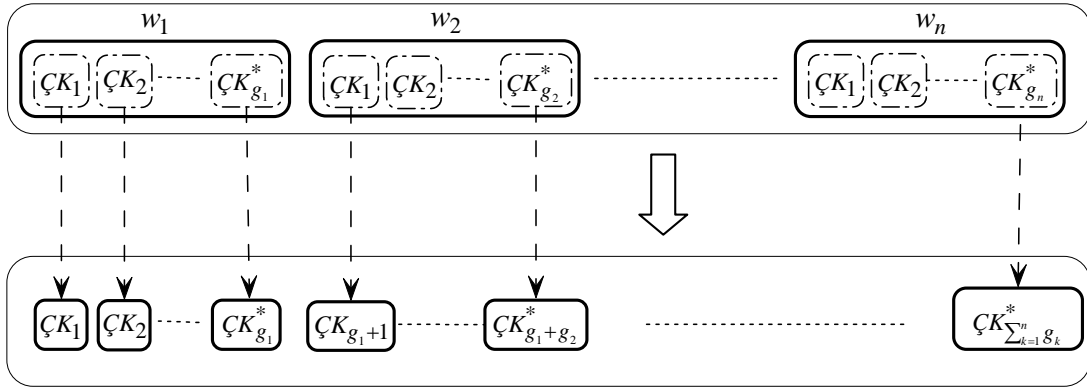 w₁ w₂ wₙ
ÇK₁ ÇK₂ ÇK*g₁ ÇK₁ ÇK₂ ÇK*g₂ ÇK₁ ÇK₂ ÇK*gₙ
ÇK₁ ÇK₂ ÇK*g₁ ÇKg₁+1 ÇK*g₁+g₂ ÇK*∑ⁿₖ₌₁ gₖ